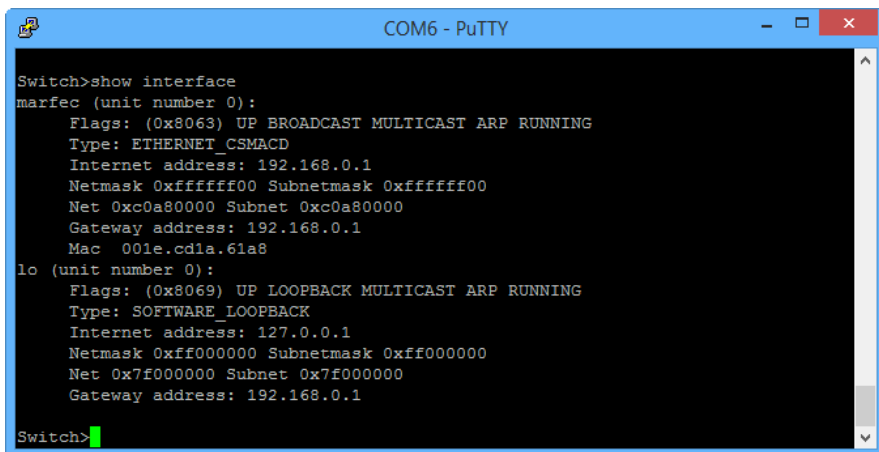 COM6 - PuTTY
Switch>show interface
marfec (unit number 0):
Flags: (0x8063) UP BROADCAST MULTICAST ARP RUNNING
Type: ETHERNET_CSMACD
Internet address: 192.168.0.1
Netmask 0xffffff00 Subnetmask 0xffffff00
Net 0xc0a80000 Subnet 0xc0a80000
Gateway address: 192.168.0.1
Mac  001e.cd1a.61a8
lo (unit number 0):
Flags: (0x8069) UP LOOPBACK MULTICAST ARP RUNNING
Type: SOFTWARE_LOOPBACK
Internet address: 127.0.0.1
Netmask 0xff000000 Subnetmask 0xff000000
Net 0x7f000000 Subnet 0x7f000000
Gateway address: 192.168.0.1
Switch>